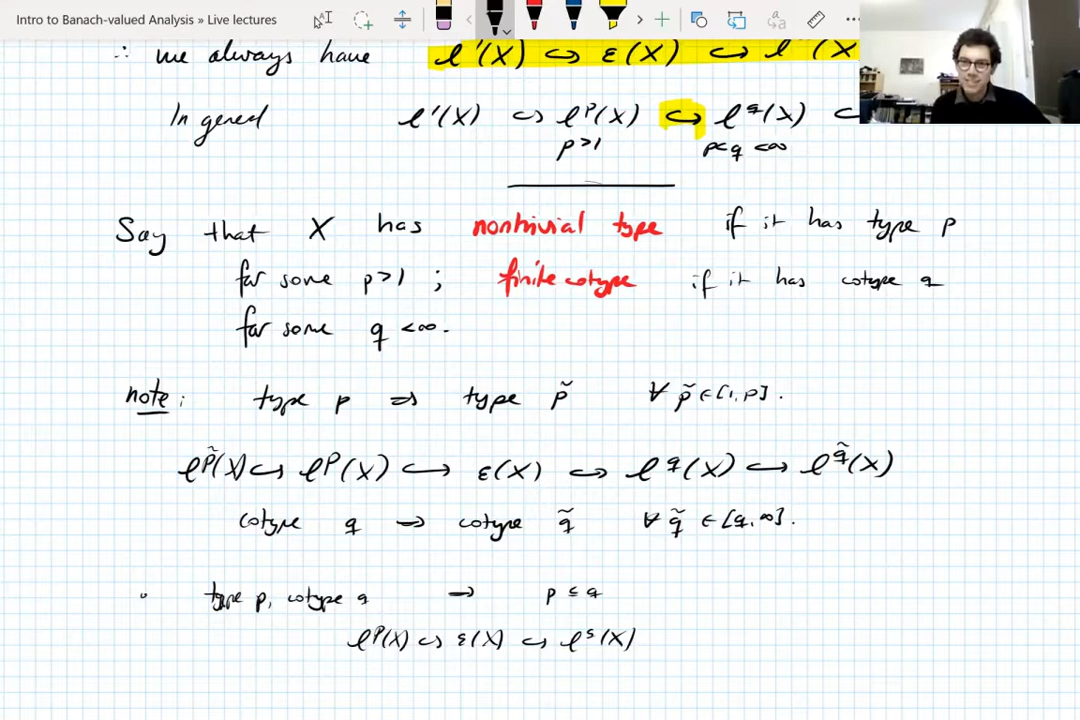 Intro to Banach-valued Analysis » Live lectures
∴ we always have ℓ¹(X) ↪ ε(X) ↪ ℓ^∞(X
In general ℓ¹(X) ↪ ℓ^p(X) ↪ ℓ^q(X) ↪
p>1 p<q<∞
Say that X has nontrivial type if it has type p
for some p>1 ; finite cotype if it has cotype q
for some q <∞.
note: type p ⇒ type p̃ ∀ p̃ ∈ [1, p].
ℓ^p̃(X) ↪ ℓ^p(X) ↪ ε(X) ↪ ℓ^q(X) ↪ ℓ^q̃(X)
cotype q ⇒ cotype q̃ ∀ q̃ ∈ [q, ∞].
• type p, cotype q ⇒ p ≤ q
ℓ^p(X) ↪ ε(X) ↪ ℓ^s(X)